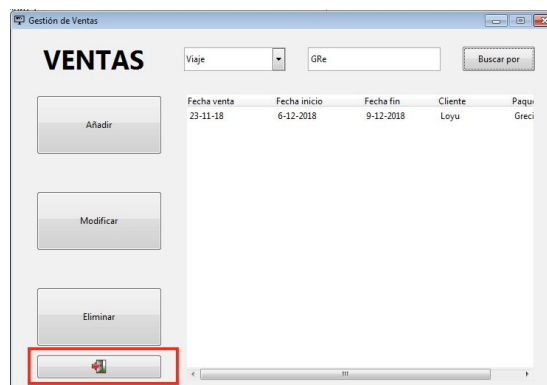 Gestión de Ventas
VENTAS
Viaje
GRe
Buscar por
Añadir
Modificar
Eliminar
Fecha venta Fecha inicio Fecha fin Cliente Paqu
23-11-18 6-12-2018 9-12-2018 Loyu Greci